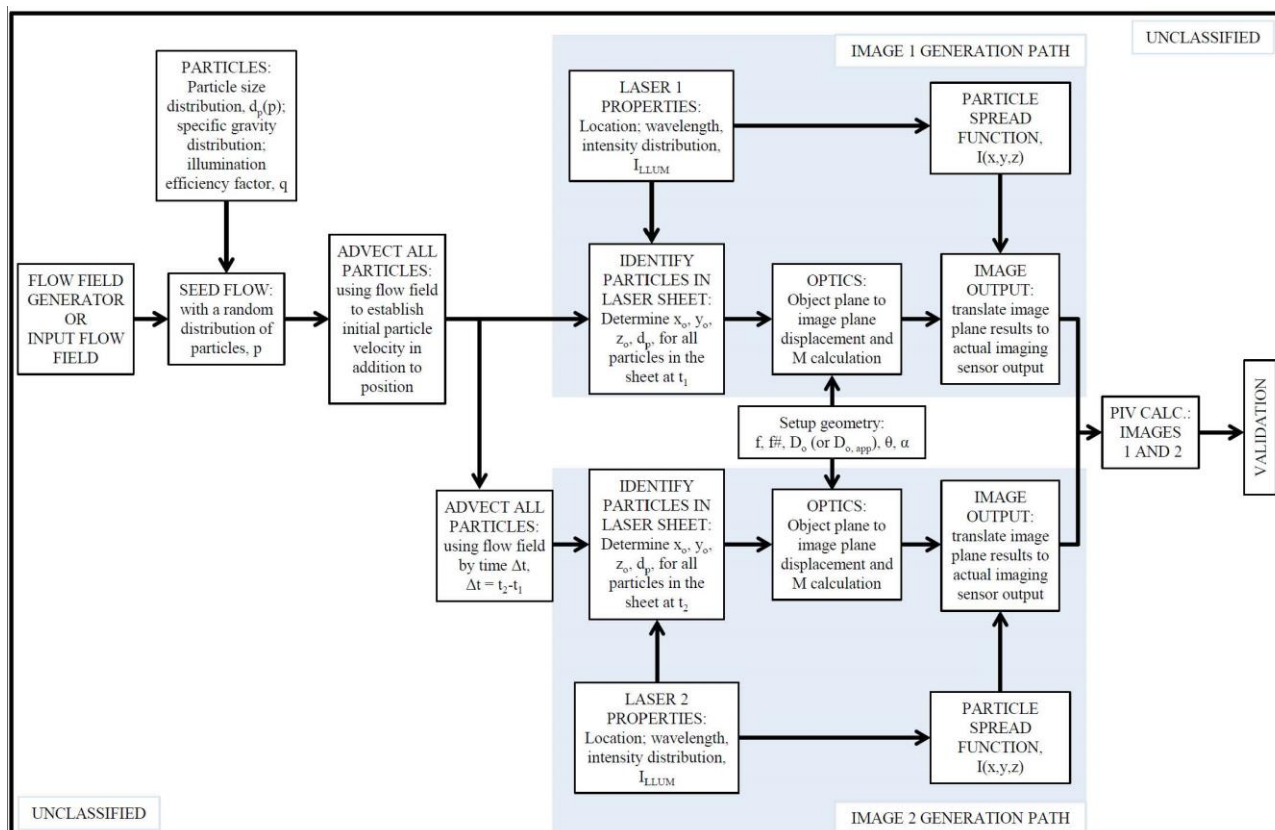 IMAGE 1 GENERATION PATH
UNCLASSIFIED
PARTICLES:
Particle size
distribution, dp(p);
specific gravity
distribution;
illumination
efficiency factor, q
LASER 1
PROPERTIES:
Location; wavelength,
intensity distribution,
ILLUM
PARTICLE
SPREAD
FUNCTION,
I(x,y,z)
FLOW FIELD
GENERATOR
OR
INPUT FLOW
FIELD
SEED FLOW:
with a random
distribution of
particles, p
ADVECT ALL
PARTICLES:
using flow field
to establish
initial particle
velocity in
addition to
position
IDENTIFY
PARTICLES IN
LASER SHEET:
Determine xo, yo,
zo, dp, for all
particles in the
sheet at t1
OPTICS:
Object plane to
image plane
displacement and
M calculation
IMAGE
OUTPUT:
translate image
plane results to
actual imaging
sensor output
Setup geometry:
f, f#, Do (or Do, app), θ, α
PIV CALC.:
IMAGES
1 AND 2
VALIDATION
ADVECT ALL
PARTICLES:
using flow field
by time Δt,
Δt = t2-t1
IDENTIFY
PARTICLES IN
LASER SHEET:
Determine xo, yo,
zo, dp, for all
particles in the
sheet at t2
OPTICS:
Object plane to
image plane
displacement and
M calculation
IMAGE
OUTPUT:
translate image
plane results to
actual imaging
sensor output
LASER 2
PROPERTIES:
Location; wavelength,
intensity distribution,
ILLUM
PARTICLE
SPREAD
FUNCTION,
I(x,y,z)
UNCLASSIFIED
IMAGE 2 GENERATION PATH